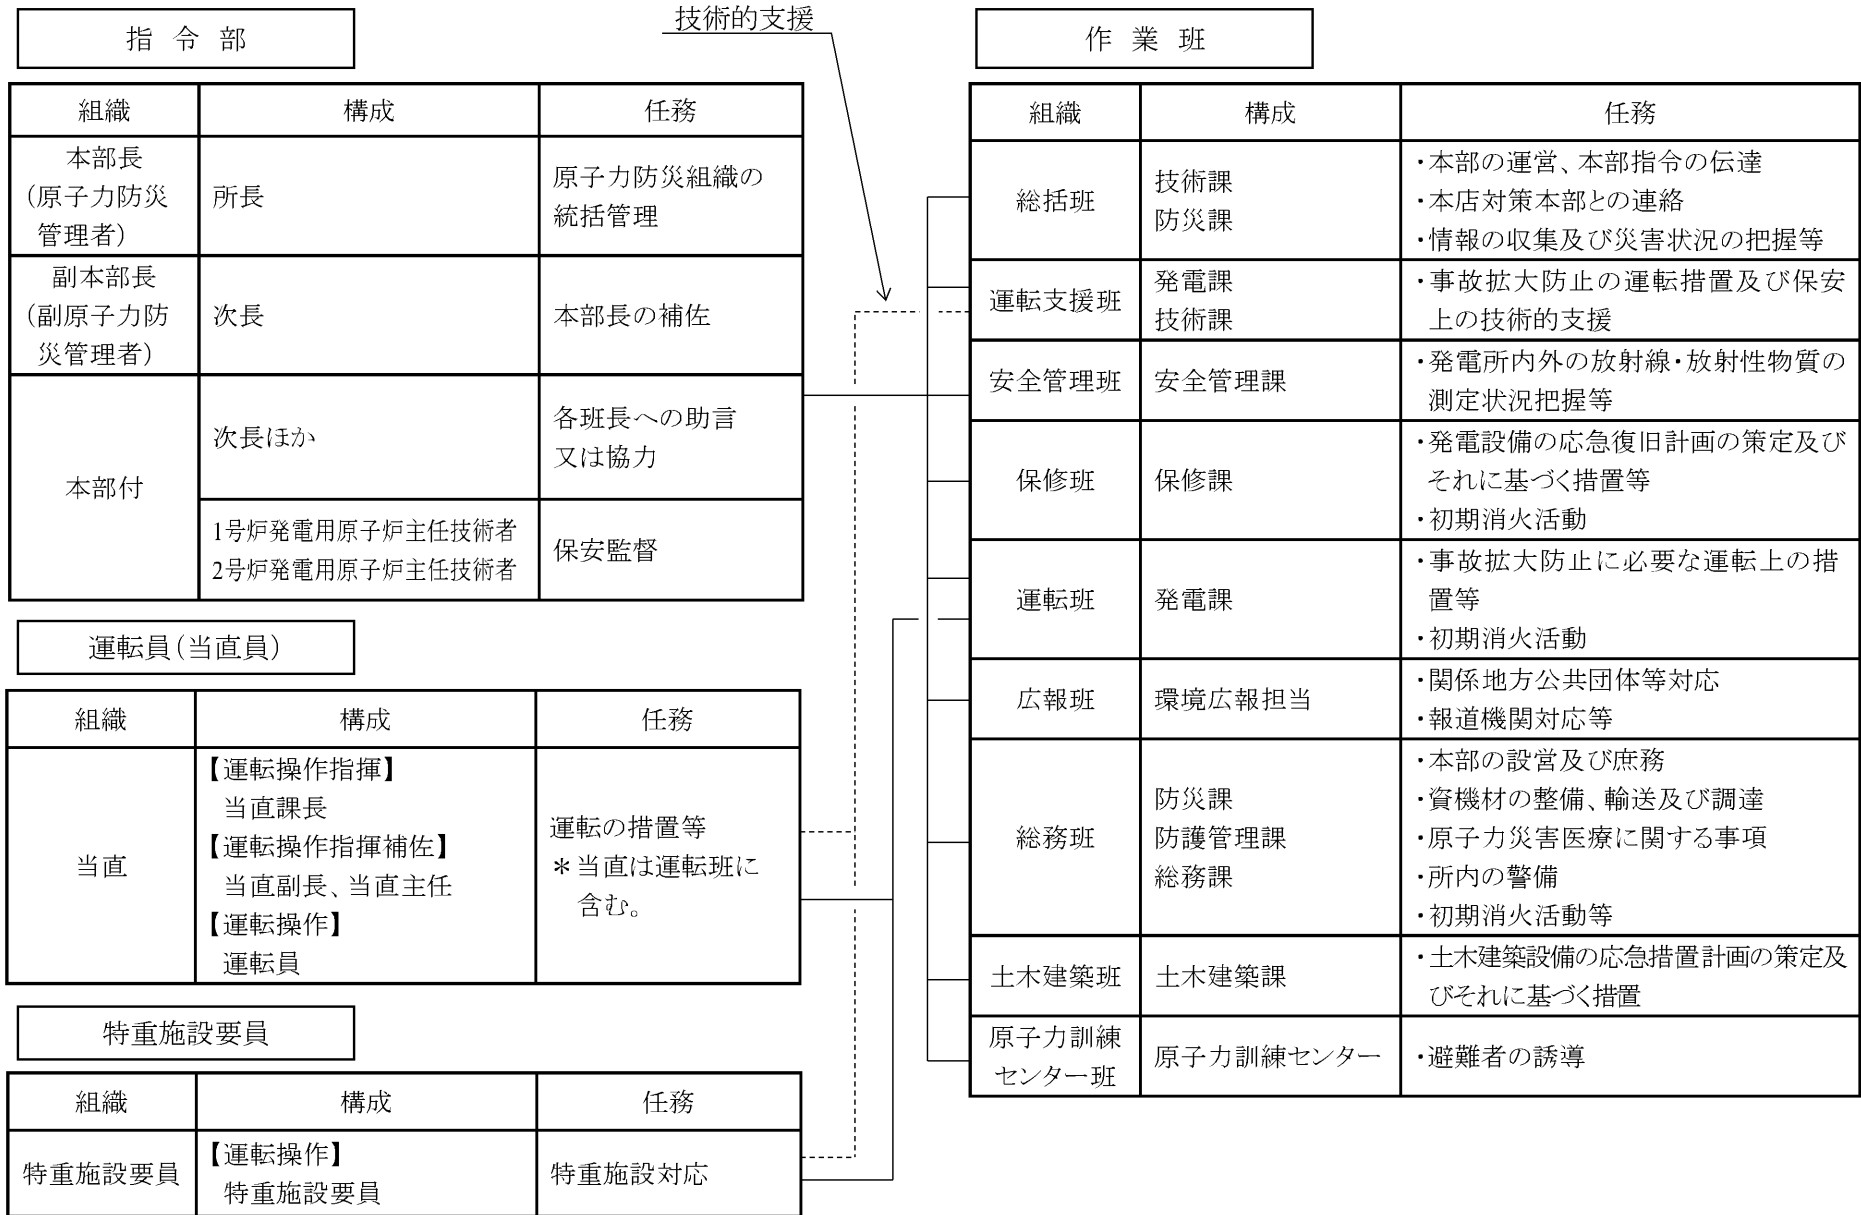 技術的支援
指令部
組織 構成 任務
本部長
(原子力防災
管理者)
所長
原子力防災組織の
統括管理
副本部長
(副原子力防
災管理者)
次長
本部長の補佐
本部付
次長ほか
各班長への助言
又は協力
1号炉発電用原子炉主任技術者
2号炉発電用原子炉主任技術者
保安監督
運転員(当直員)
組織 構成 任務
当直
【運転操作指揮】
当直課長
【運転操作指揮補佐】
当直副長、当直主任
【運転操作】
運転員
運転の措置等
＊当直は運転班に
含む。
特重施設要員
組織 構成 任務
特重施設要員
【運転操作】
特重施設要員
特重施設対応
作業班
組織 構成 任務
総括班
技術課
防災課
・本部の運営、本部指令の伝達
・本店対策本部との連絡
・情報の収集及び災害状況の把握等
運転支援班
発電課
技術課
・事故拡大防止の運転措置及び保安
上の技術的支援
安全管理班
安全管理課
・発電所内外の放射線・放射性物質の
測定状況把握等
保修班
保修課
・発電設備の応急復旧計画の策定及び
それに基づく措置等
・初期消火活動
運転班
発電課
・事故拡大防止に必要な運転上の措
置等
・初期消火活動
広報班
環境広報担当
・関係地方公共団体等対応
・報道機関対応等
総務班
防災課
防護管理課
総務課
・本部の設営及び庶務
・資機材の整備、輸送及び調達
・原子力災害医療に関する事項
・所内の警備
・初期消火活動等
土木建築班
土木建築課
・土木建築設備の応急措置計画の策定及
びそれに基づく措置
原子力訓練
センター班
原子力訓練センター
・避難者の誘導